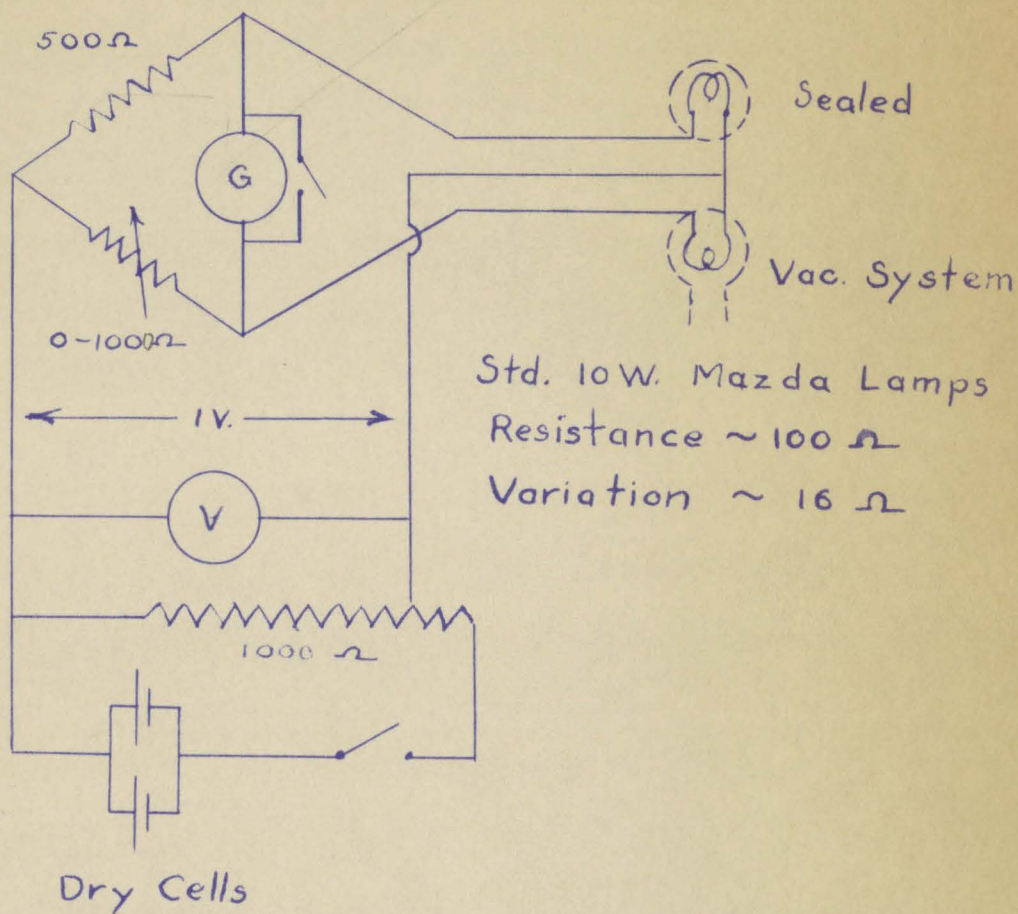 500Ω
Sealed
G
Vac. System
0-1000Ω
Std. 10W. Mazda Lamps
1V.
Resistance ~ 100 Ω
Variation ~ 16 Ω
V
1000 Ω
Dry Cells